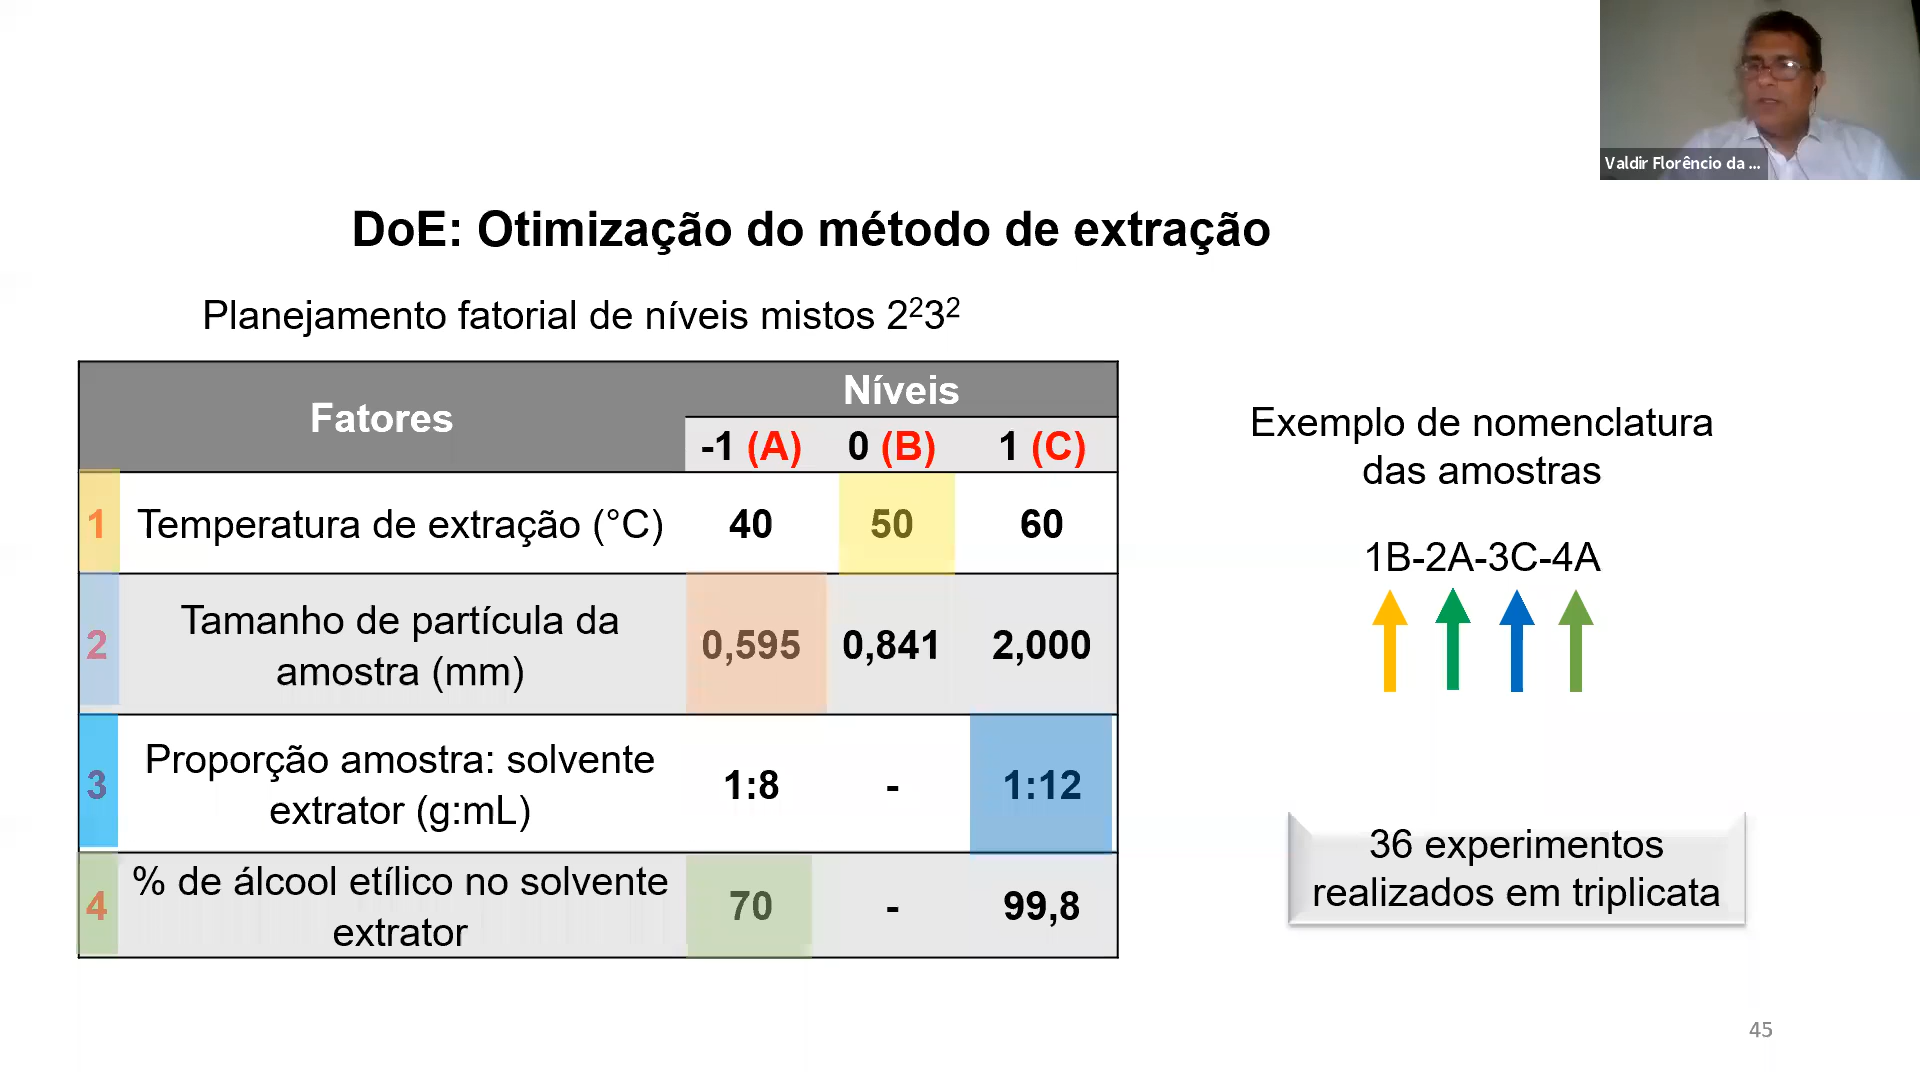 Valdir Florêncio da ...
DoE: Otimização do método de extração
Planejamento fatorial de níveis mistos 2²3²
Fatores
Níveis
-1 (A) 0 (B) 1 (C)
1 Temperatura de extração (°C) 40 50 60
2 Tamanho de partícula da
amostra (mm) 0,595 0,841 2,000
3 Proporção amostra: solvente
extrator (g:mL) 1:8 - 1:12
4 % de álcool etílico no solvente
extrator 70 - 99,8
Exemplo de nomenclatura
das amostras
1B-2A-3C-4A
36 experimentos
realizados em triplicata
45